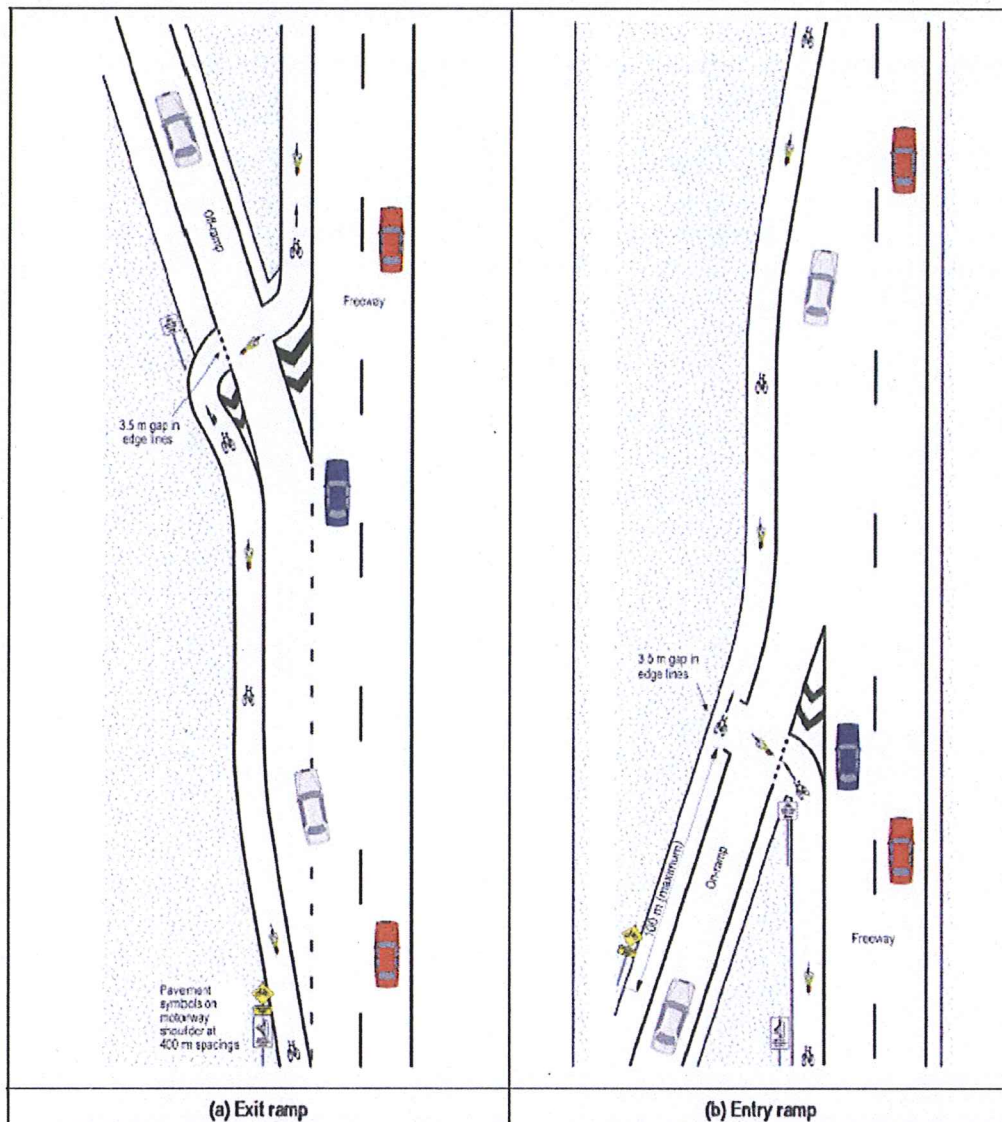 Off-ramp
Freeway
3.5 m gap in
edge lines
Pavement
symbols on
motorway
shoulder at
400 m spacings
(a) Exit ramp
3.5 m gap in
edge lines
100 m (maximum)
On-ramp
Freeway
(b) Entry ramp